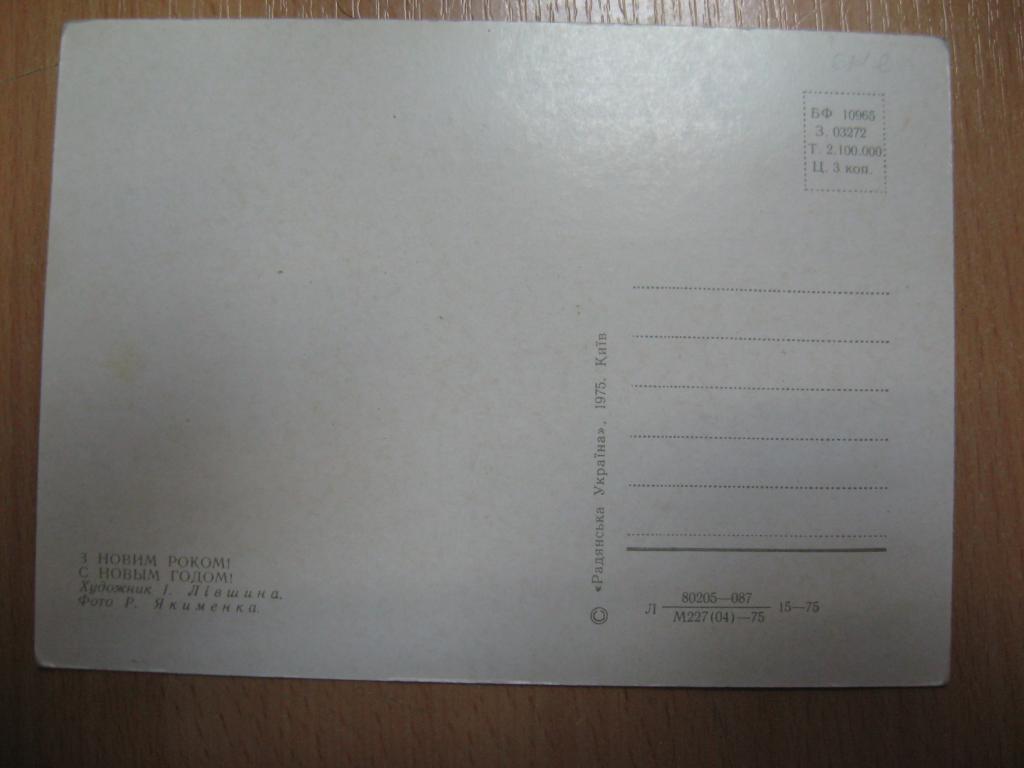 БФ 10965
З. 03272
Т. 2.100.000
Ц. 3 коп.
З НОВИМ РОКОМ!
С НОВЫМ ГОДОМ!
Художник І. Лівшина.
Фото Р. Якименка.
© «Радянська Україна», 1975. Київ
Л 80205—087 15—75
М227(04)—75